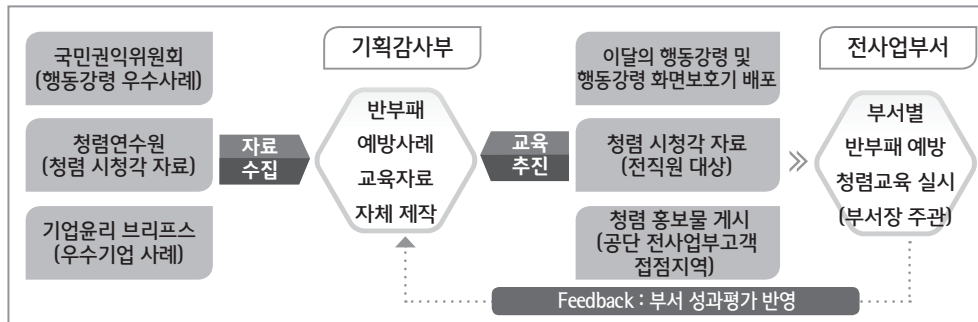 국민권익위원회
(행동강령 우수사례)
청렴연수원
(청렴 시청각 자료)
기업윤리 브리프스
(우수기업 사례)
자료
수집
기획감사부
반부패
예방사례
교육자료
자체 제작
교육
추진
이달의 행동강령 및
행동강령 화면보호기 배포
청렴 시청각 자료
(전직원 대상)
청렴 홍보물 게시
(공단 전사업부고객
접점지역)
전사업부서
부서별
반부패 예방
청렴교육 실시
(부서장 주관)
Feedback : 부서 성과평가 반영